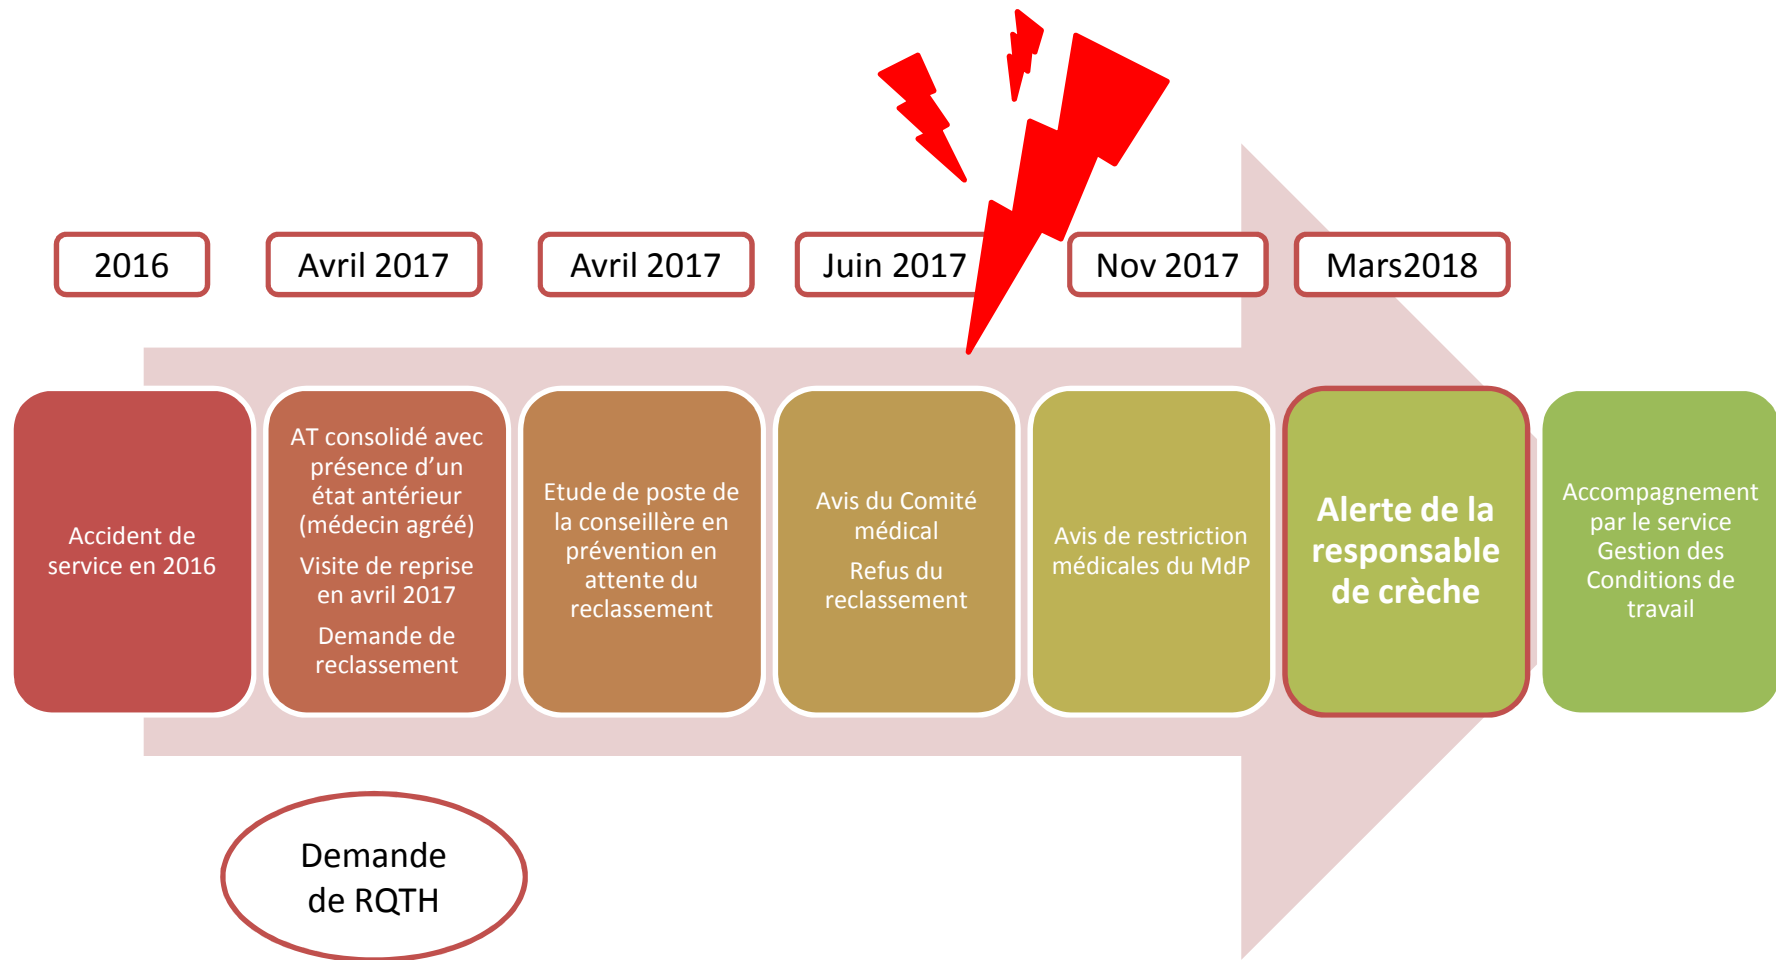 2016
Avril 2017
Avril 2017
Juin 2017
Nov 2017
Mars2018
Accident de
service en 2016
AT consolidé avec
présence d’un
état antérieur
(médecin agréé)
Visite de reprise
en avril 2017
Demande de
reclassement
Etude de poste de
la conseillère en
prévention en
attente du
reclassement
Avis du Comité
médical
Refus du
reclassement
Avis de restriction
médicales du MdP
Alerte de la
responsable
de crèche
Accompagnement
par le service
Gestion des
Conditions de
travail
Demande
de RQTH